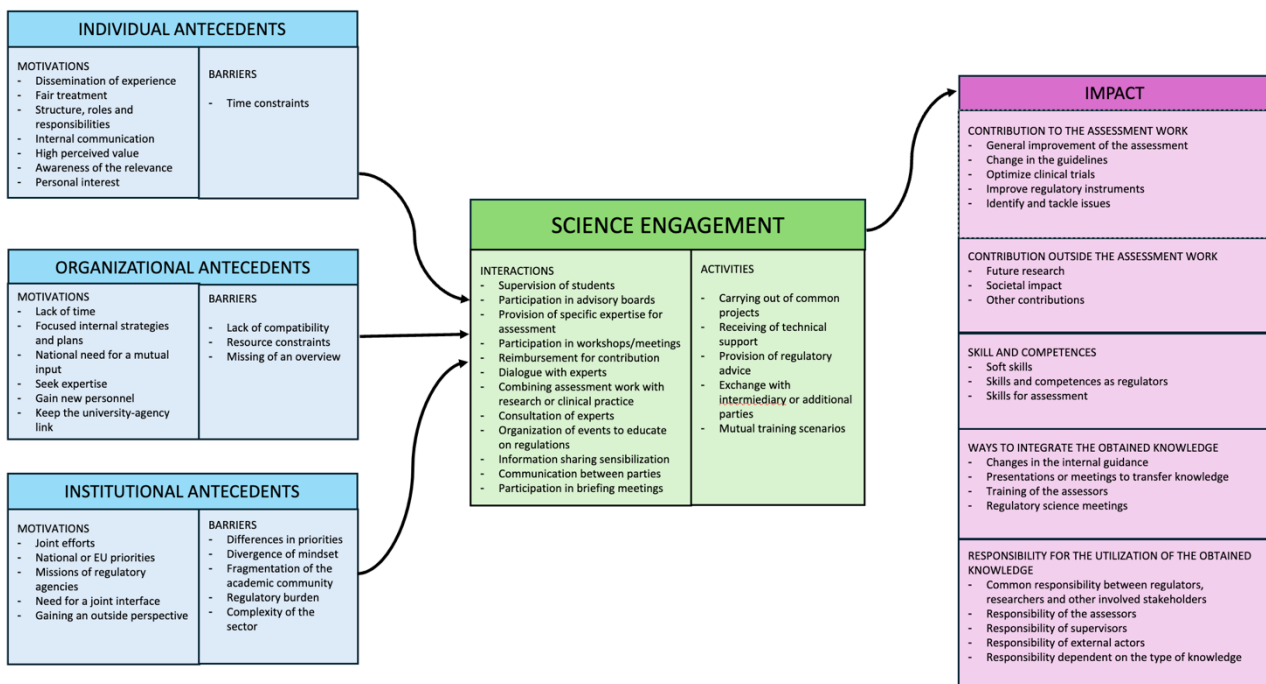 INDIVIDUAL ANTECEDENTS
MOTIVATIONS
- Dissemination of experience
- Fair treatment
- Structure, roles and
responsibilities
- Internal communication
- High perceived value
- Awareness of the relevance
- Personal interest
BARRIERS
- Time constraints
ORGANIZATIONAL ANTECEDENTS
MOTIVATIONS
- Lack of time
- Focused internal strategies
and plans
- National need for a mutual
input
- Seek expertise
- Gain new personnel
- Keep the university-agency
link
BARRIERS
- Lack of compatibility
- Resource constraints
- Missing of an overview
INSTITUTIONAL ANTECEDENTS
MOTIVATIONS
- Joint efforts
- National or EU priorities
- Missions of regulatory
agencies
- Need for a joint interface
- Gaining an outside perspective
BARRIERS
- Differences in priorities
- Divergence of mindset
- Fragmentation of the
academic community
- Regulatory burden
- Complexity of the
sector
SCIENCE ENGAGEMENT
INTERACTIONS
- Supervision of students
- Participation in advisory boards
- Provision of specific expertise for
assessment
- Participation in workshops/meetings
- Reimbursement for contribution
- Dialogue with experts
- Combining assessment work with
research or clinical practice
- Consultation of experts
- Organization of events to educate
on regulations
- Information sharing sensibilization
- Communication between parties
- Participation in briefing meetings
ACTIVITIES
- Carrying out of common
projects
- Receiving of technical
support
- Provision of regulatory
advice
- Exchange with
intermiediary or additional
parties
- Mutual training scenarios
IMPACT
CONTRIBUTION TO THE ASSESSMENT WORK
- General improvement of the assessment
- Change in the guidelines
- Optimize clinical trials
- Improve regulatory instruments
- Identify and tackle issues
CONTRIBUTION OUTSIDE THE ASSESSMENT WORK
- Future research
- Societal impact
- Other contributions
SKILL AND COMPETENCES
- Soft skills
- Skills and competences as regulators
- Skills for assessment
WAYS TO INTEGRATE THE OBTAINED KNOWLEDGE
- Changes in the internal guidance
- Presentations or meetings to transfer knowledge
- Training of the assessors
- Regulatory science meetings
RESPONSIBILITY FOR THE UTILIZATION OF THE OBTAINED
KNOWLEDGE
- Common responsibility between regulators,
researchers and other involved stakeholders
- Responsibility of the assessors
- Responsibility of supervisors
- Responsibility of external actors
- Responsibility dependent on the type of knowledge